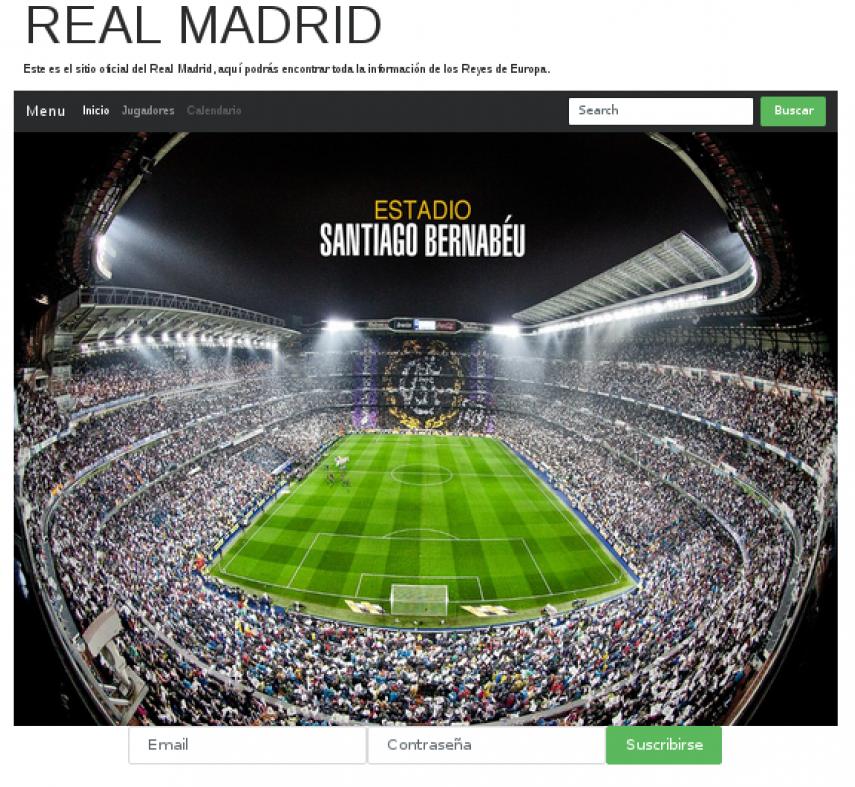 REAL MADRID
Este es el sitio oficial del Real Madrid, aquí podrás encontrar toda la información de los Reyes de Europa.
Menu Inicio Jugadores Calendario Search Buscar
ESTADIO
SANTIAGO BERNABÉU
Email Contraseña Suscribirse